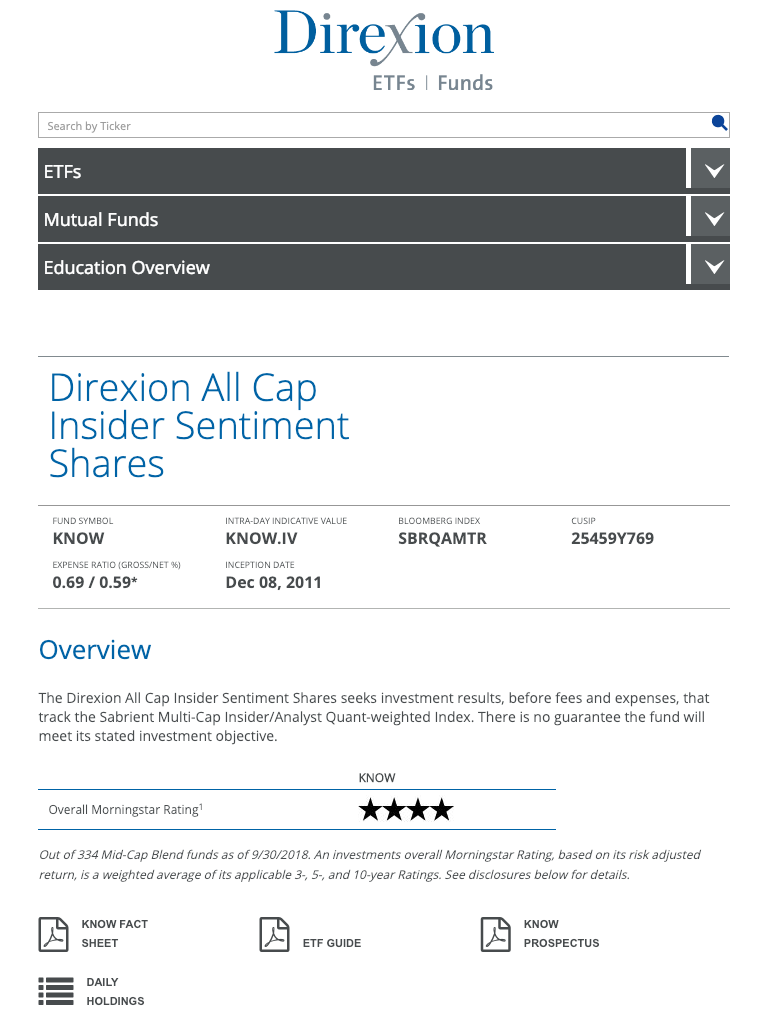 Direxion
ETFs | Funds
Search by Ticker
ETFs
Mutual Funds
Education Overview
Direxion All Cap
Insider Sentiment
Shares
FUND SYMBOL
KNOW
INTRA-DAY INDICATIVE VALUE
KNOW.IV
BLOOMBERG INDEX
SBRQAMTR
CUSIP
25459Y769
EXPENSE RATIO (GROSS/NET %)
0.69 / 0.59*
INCEPTION DATE
Dec 08, 2011
Overview
The Direxion All Cap Insider Sentiment Shares seeks investment results, before fees and expenses, that
track the Sabrient Multi-Cap Insider/Analyst Quant-weighted Index. There is no guarantee the fund will
meet its stated investment objective.
KNOW
Overall Morningstar Rating¹ ★★★★
Out of 334 Mid-Cap Blend funds as of 9/30/2018. An investments overall Morningstar Rating, based on its risk adjusted
return, is a weighted average of its applicable 3-, 5-, and 10-year Ratings. See disclosures below for details.
KNOW FACT
SHEET
ETF GUIDE
KNOW
PROSPECTUS
DAILY
HOLDINGS